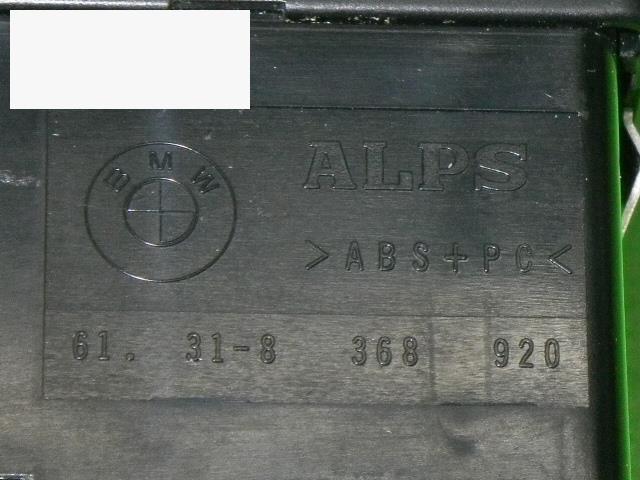 BMW
ALPS
>ABS+PC<
61. 31-8 368 920